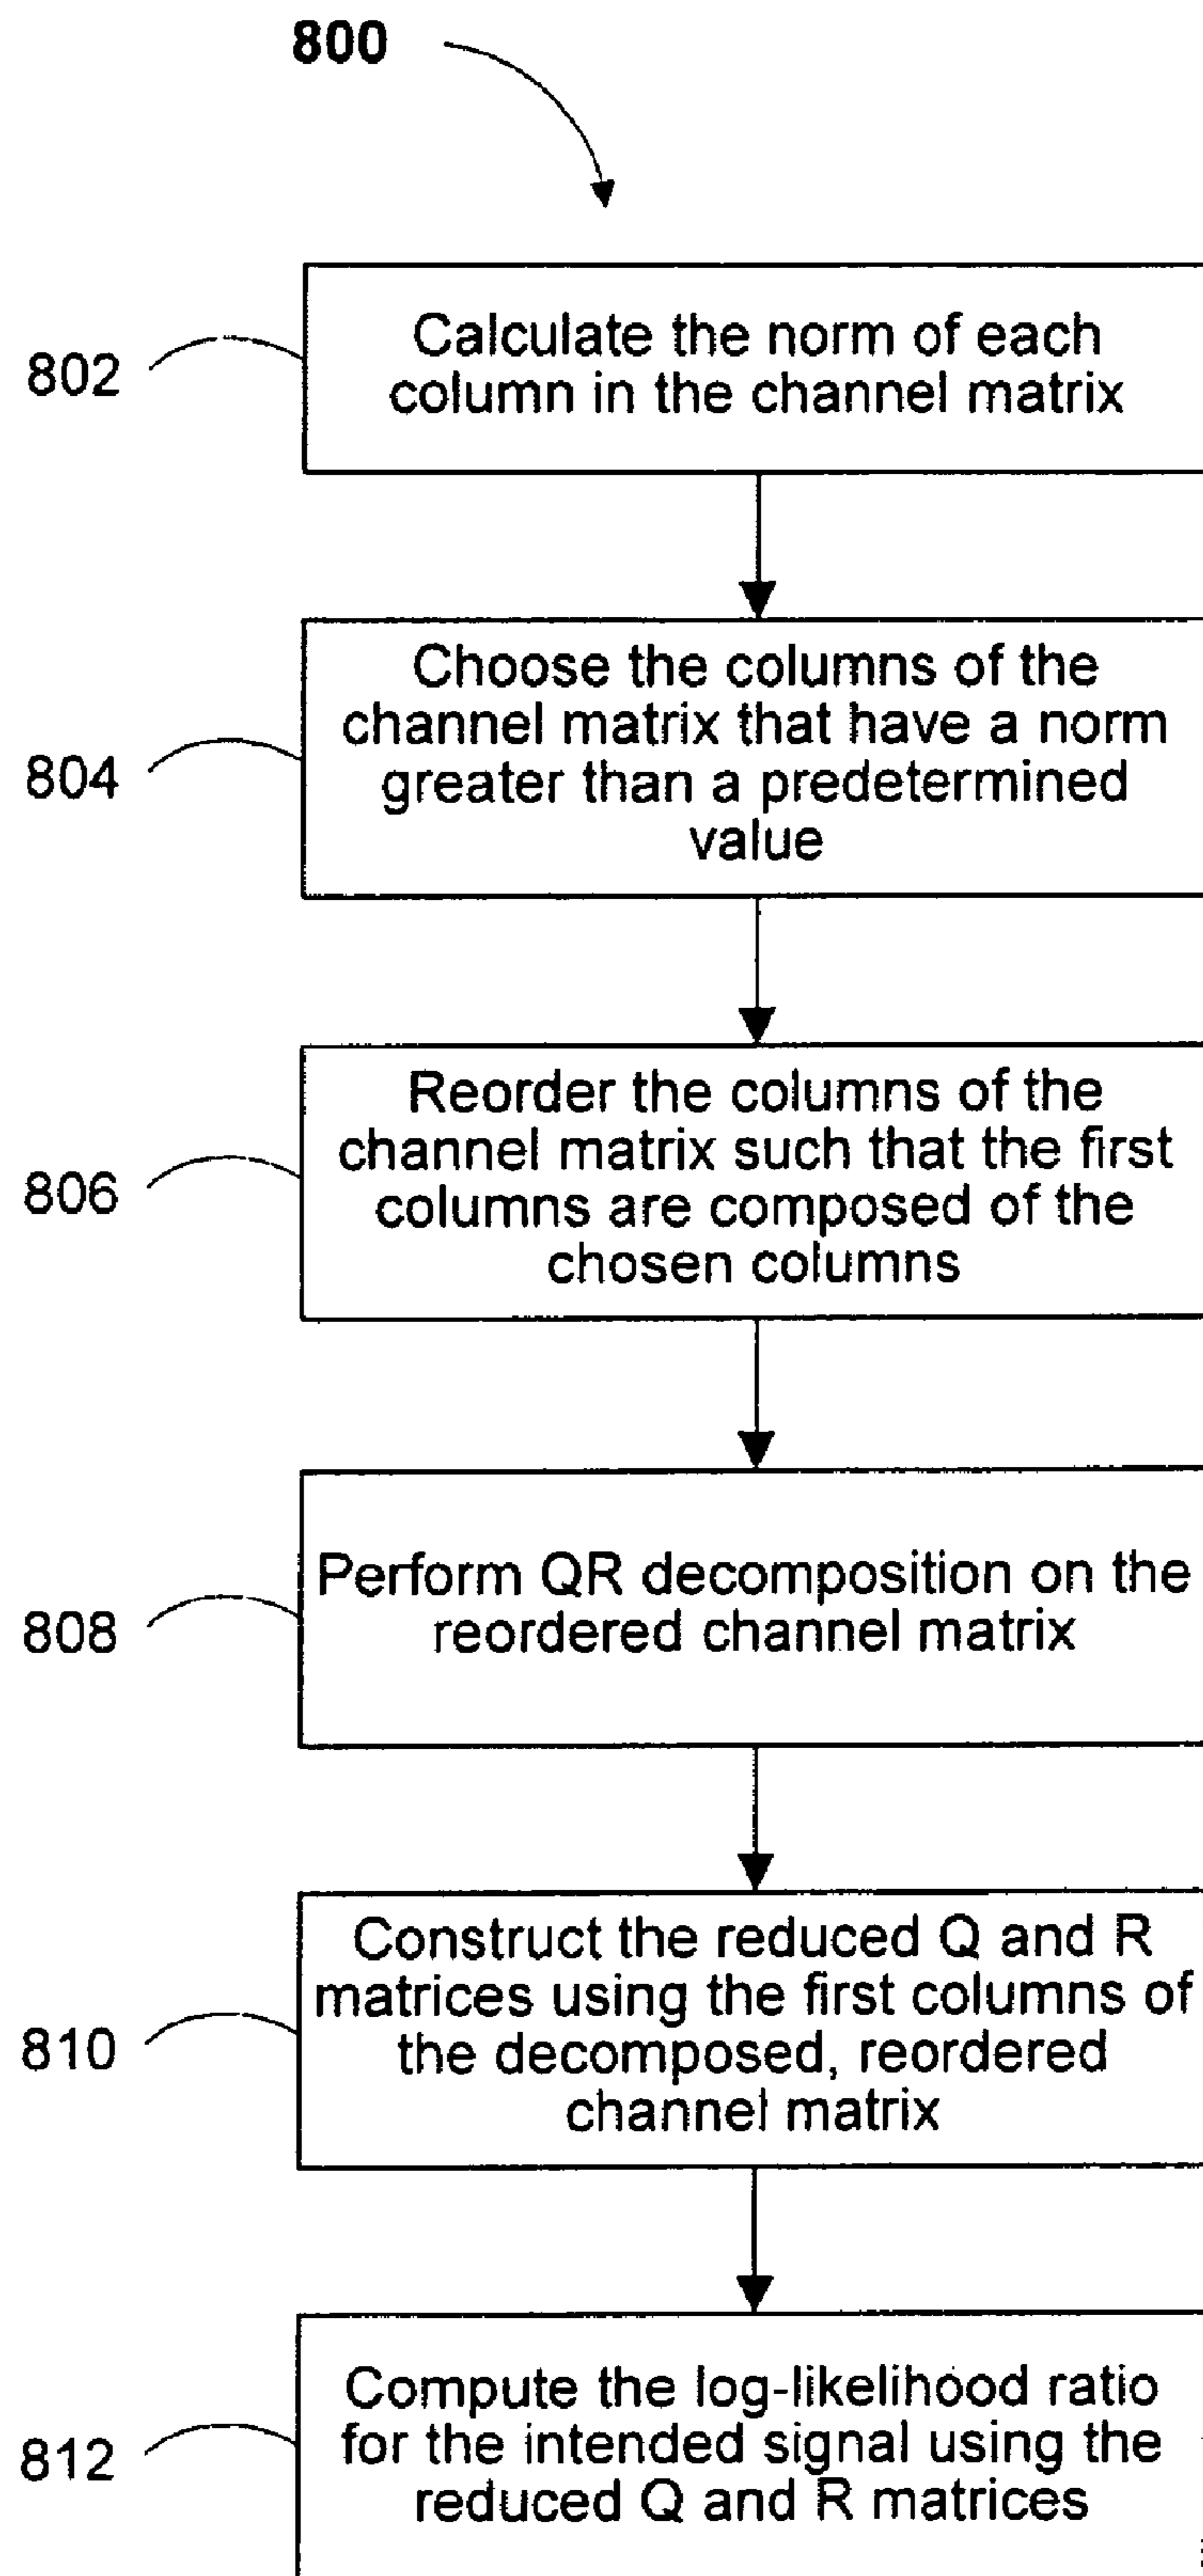 800
802
Calculate the norm of each
column in the channel matrix
804
Choose the columns of the
channel matrix that have a norm
greater than a predetermined
value
806
Reorder the columns of the
channel matrix such that the first
columns are composed of the
chosen columns
808
Perform QR decomposition on the
reordered channel matrix
810
Construct the reduced Q and R
matrices using the first columns of
the decomposed, reordered
channel matrix
812
Compute the log-likelihood ratio
for the intended signal using the
reduced Q and R matrices